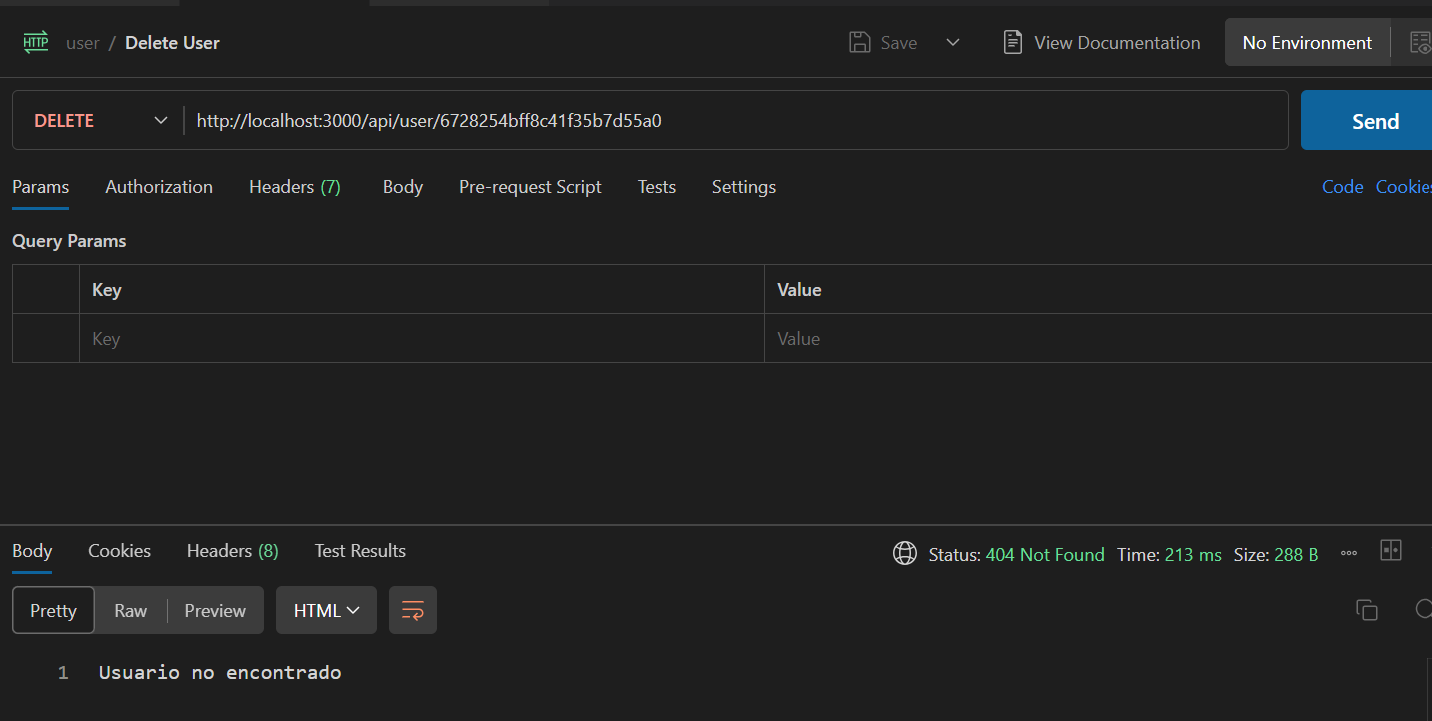 HTTP user / Delete User Save View Documentation No Environment
DELETE http://localhost:3000/api/user/6728254bff8c41f35b7d55a0 Send
Params Authorization Headers (7) Body Pre-request Script Tests Settings Code Cookies
Query Params
Key Value
Key Value
Body Cookies Headers (8) Test Results Status: 404 Not Found Time: 213 ms Size: 288 B
Pretty Raw Preview HTML
1 Usuario no encontrado